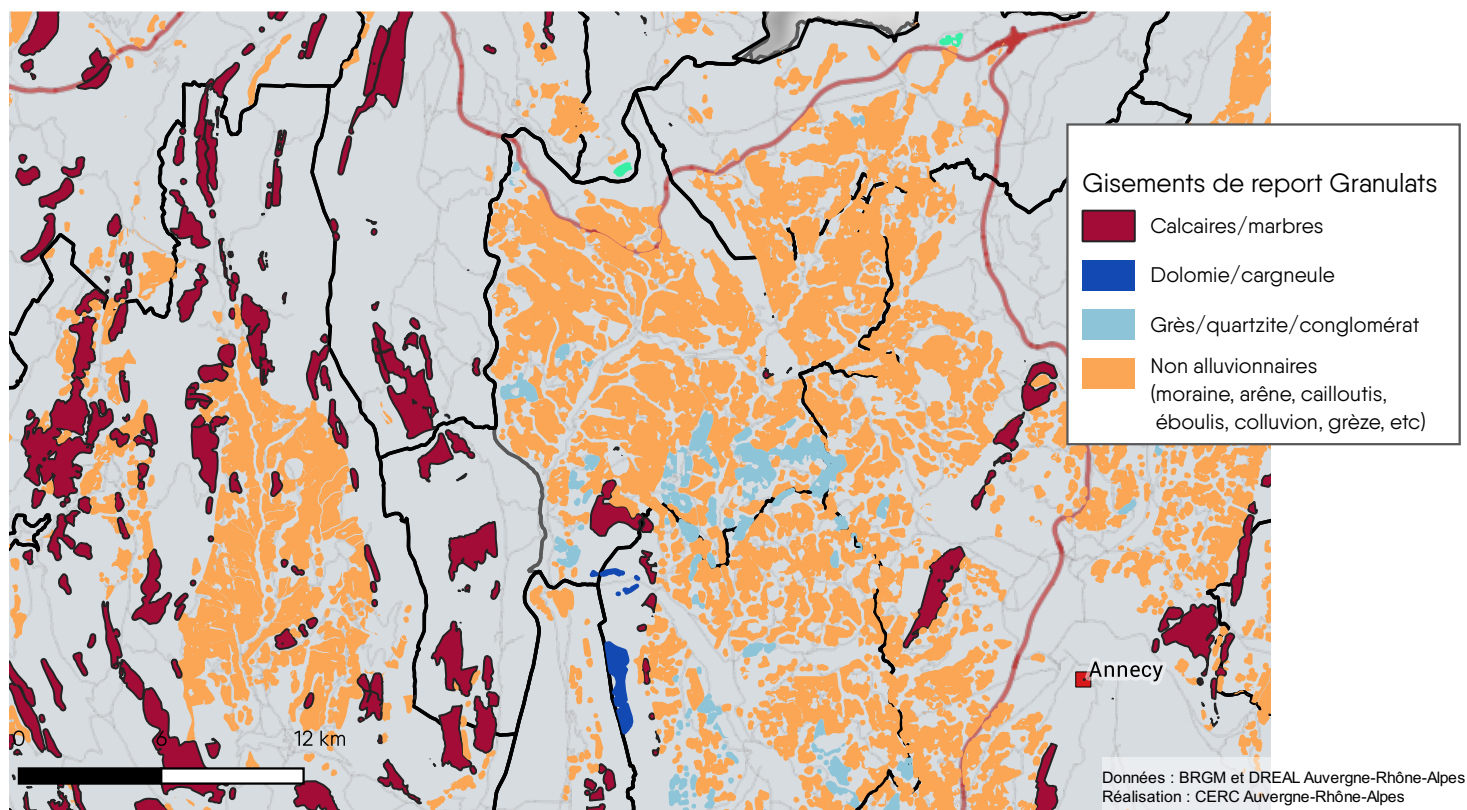 Gisements de report Granulats
Calcaires/marbres
Dolomie/cargneule
Grès/quartzite/conglomérat
Non alluvionnaires
(moraine, arêne, cailloutis,
éboulis, colluvion, grèze, etc)
Annecy
0 6 12 km
Données : BRGM et DREAL Auvergne-Rhône-Alpes
Réalisation : CERC Auvergne-Rhône-Alpes